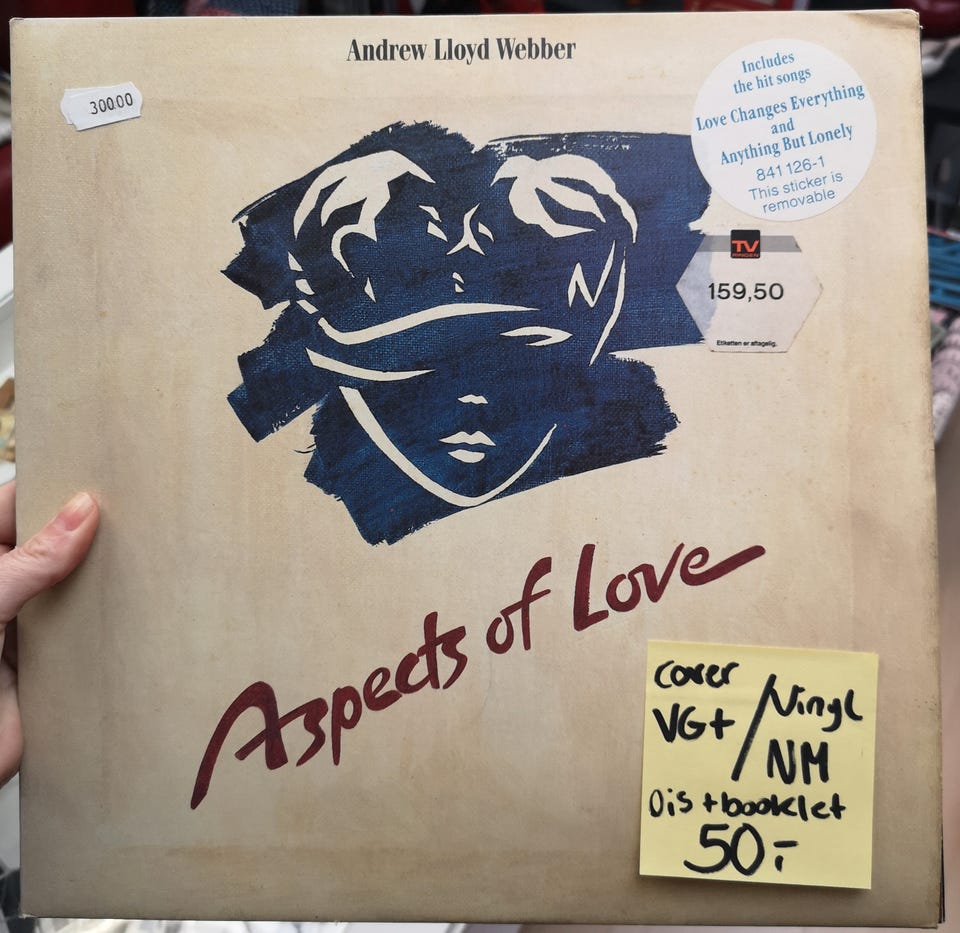 Andrew Lloyd Webber
300.00
Includes
the hit songs
Love Changes Everything
and
Anything But Lonely
841 126-1
This sticker is
removable
TV
RINGEN
159,50
Etiketten er aftagelig.
Aspects of Love
cover / Vinyl
VG+ / NM
Ois + booklet
50:-